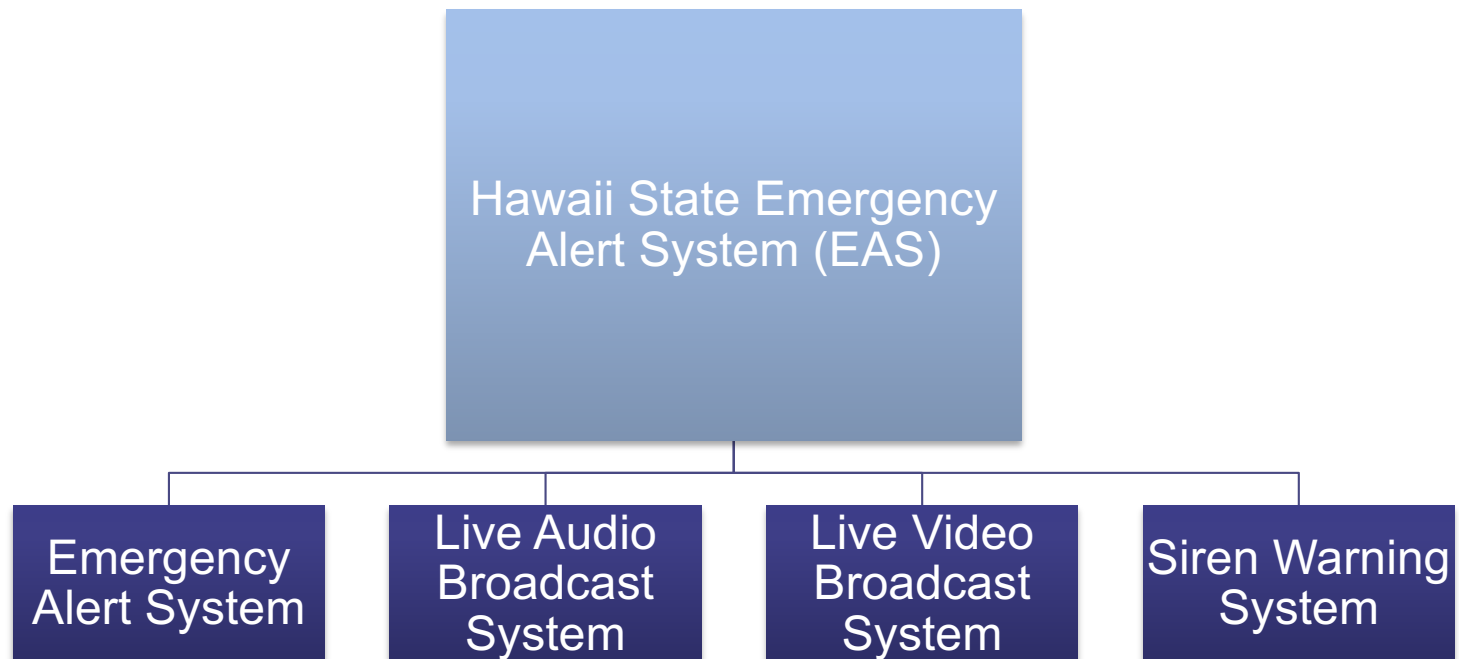 Hawaii State Emergency
Alert System (EAS)
Emergency
Alert System
Live Audio
Broadcast
System
Live Video
Broadcast
System
Siren Warning
System